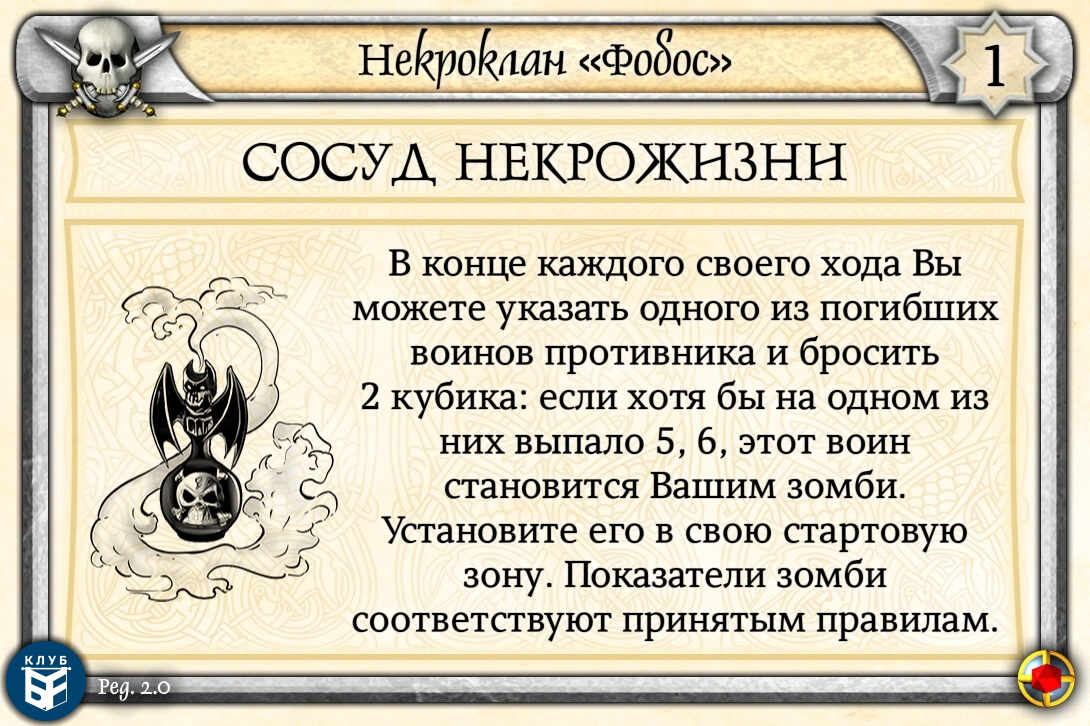 Некроклан «Фобос»
1
СОСУД НЕКРОЖИЗНИ
В конце каждого своего хода Вы
можете указать одного из погибших
воинов противника и бросить
2 кубика: если хотя бы на одном из
них выпало 5, 6, этот воин
становится Вашим зомби.
Установите его в свою стартовую
зону. Показатели зомби
соответствуют принятым правилам.
КЛУБ
Ред. 2.0